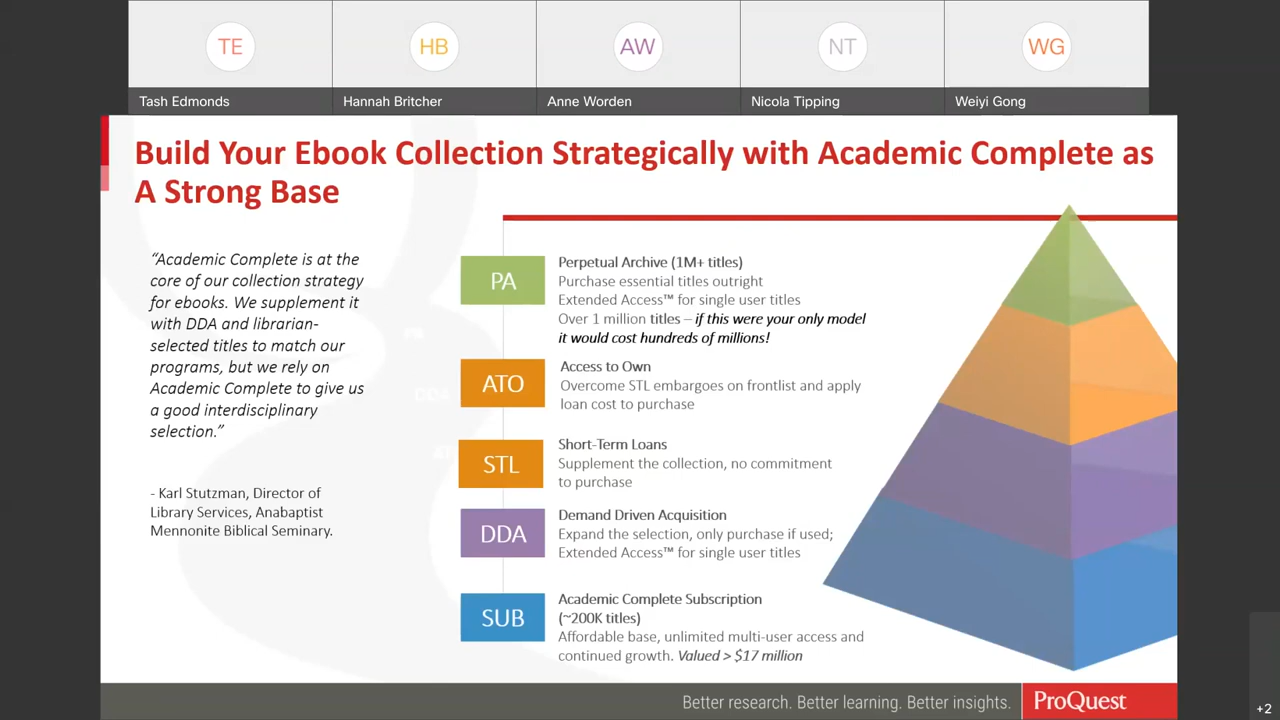 TE
HB
AW
NT
WG
Tash Edmonds
Hannah Britcher
Anne Worden
Nicola Tipping
Weiyi Gong
Build Your Ebook Collection Strategically with Academic Complete as
A Strong Base
“Academic Complete is at the
core of our collection strategy
for ebooks. We supplement it
with DDA and librarian-
selected titles to match our
programs, but we rely on
Academic Complete to give us
a good interdisciplinary
selection.”
- Karl Stutzman, Director of
Library Services, Anabaptist
Mennonite Biblical Seminary.
PA
Perpetual Archive (1M+ titles)
Purchase essential titles outright
Extended Access™ for single user titles
Over 1 million titles – if this were your only model
it would cost hundreds of millions!
ATO
Access to Own
Overcome STL embargoes on frontlist and apply
loan cost to purchase
STL
Short-Term Loans
Supplement the collection, no commitment
to purchase
DDA
Demand Driven Acquisition
Expand the selection, only purchase if used;
Extended Access™ for single user titles
SUB
Academic Complete Subscription
(~200K titles)
Affordable base, unlimited multi-user access and
continued growth. Valued > $17 million
Better research. Better learning. Better insights.
ProQuest
+2